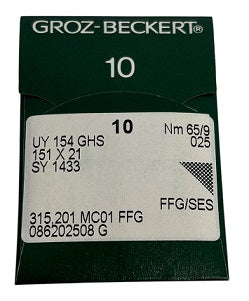 GROZ-BECKERT®
10
10 Nm 65/9
UY 154 GHS 025
151 X 21
SY 1433
FFG/SES
315.201 MC01 FFG
086202508 G